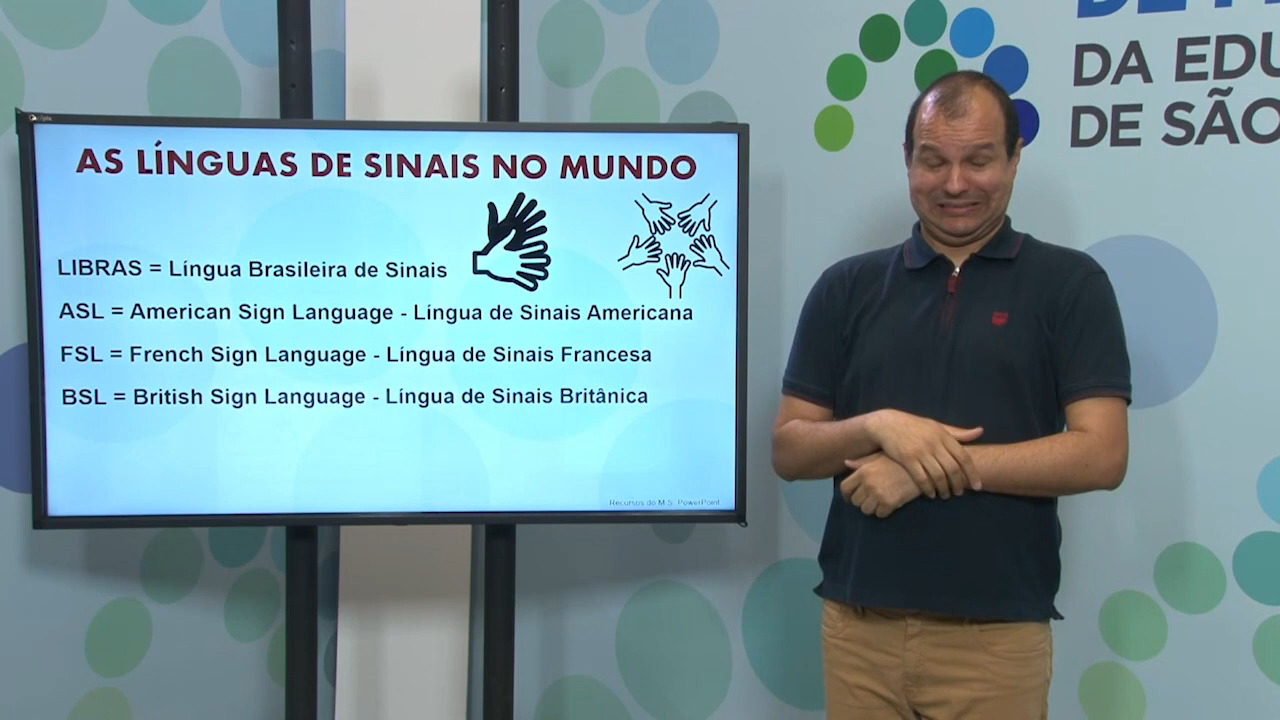 DA EDU
DE SÃO
AS LÍNGUAS DE SINAIS NO MUNDO
LIBRAS = Língua Brasileira de Sinais
ASL = American Sign Language - Língua de Sinais Americana
FSL = French Sign Language - Língua de Sinais Francesa
BSL = British Sign Language - Língua de Sinais Britânica
Recursos do M.S. PowerPoint